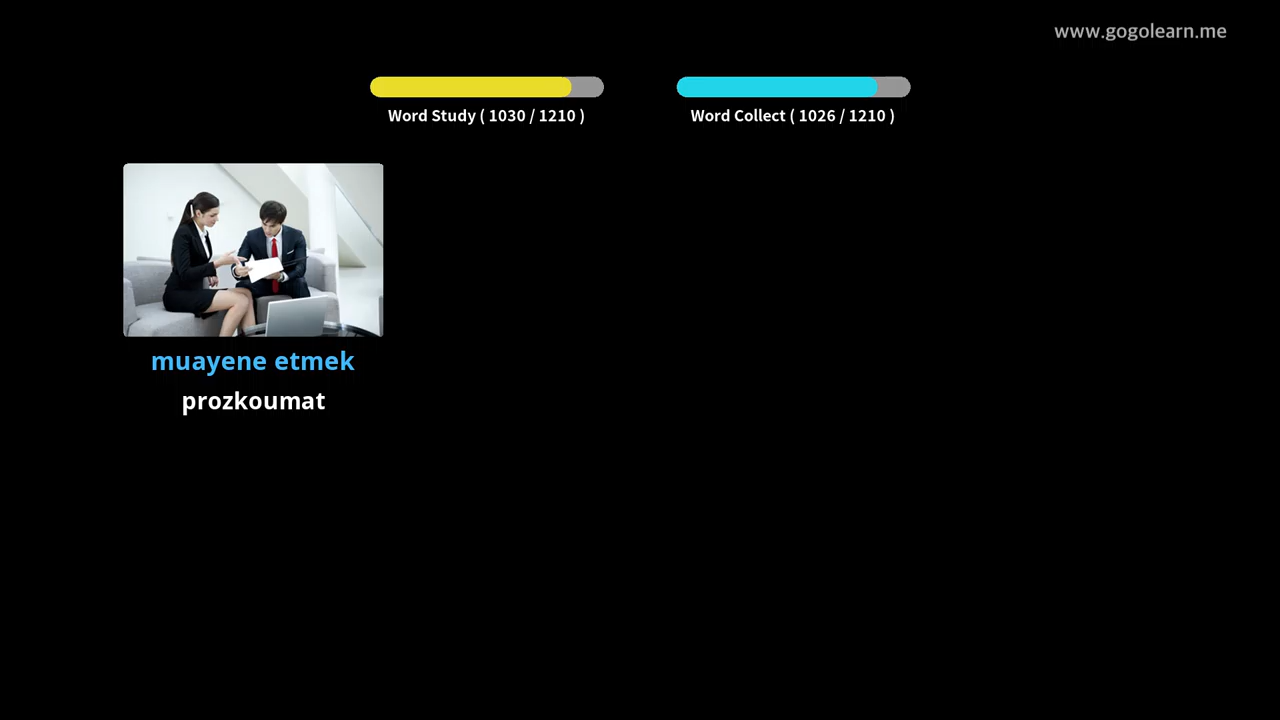 www.gogolearn.me
Word Study ( 1030 / 1210 )
Word Collect ( 1026 / 1210 )
muayene etmek
prozkoumat